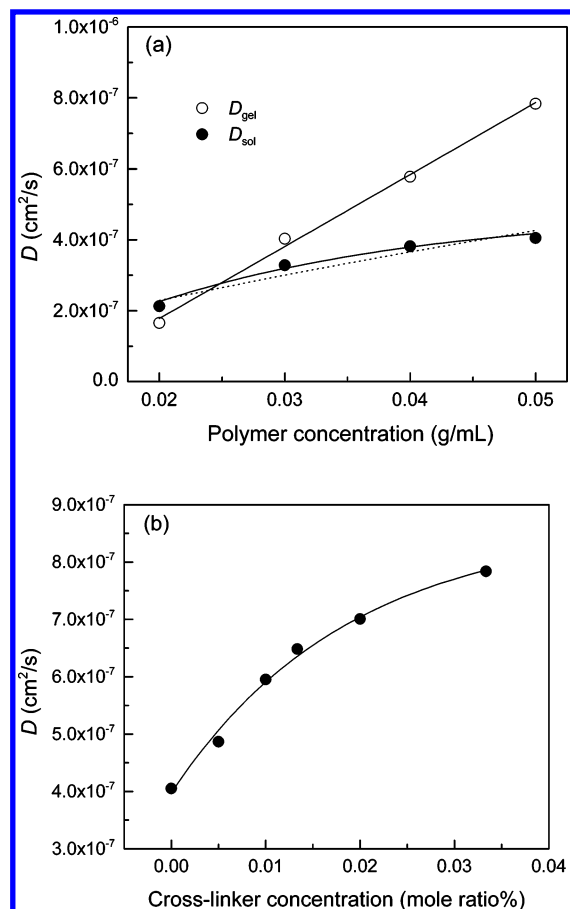 (a)
1.0x10⁻⁶
8.0x10⁻⁷
6.0x10⁻⁷
4.0x10⁻⁷
2.0x10⁻⁷
0.0
D (cm²/s)
D_gel
D_sol
0.02 0.03 0.04 0.05
Polymer concentration (g/mL)
(b)
9.0x10⁻⁷
8.0x10⁻⁷
7.0x10⁻⁷
6.0x10⁻⁷
5.0x10⁻⁷
4.0x10⁻⁷
3.0x10⁻⁷
D (cm²/s)
0.00 0.01 0.02 0.03 0.04
Cross-linker concentration (mole ratio%)